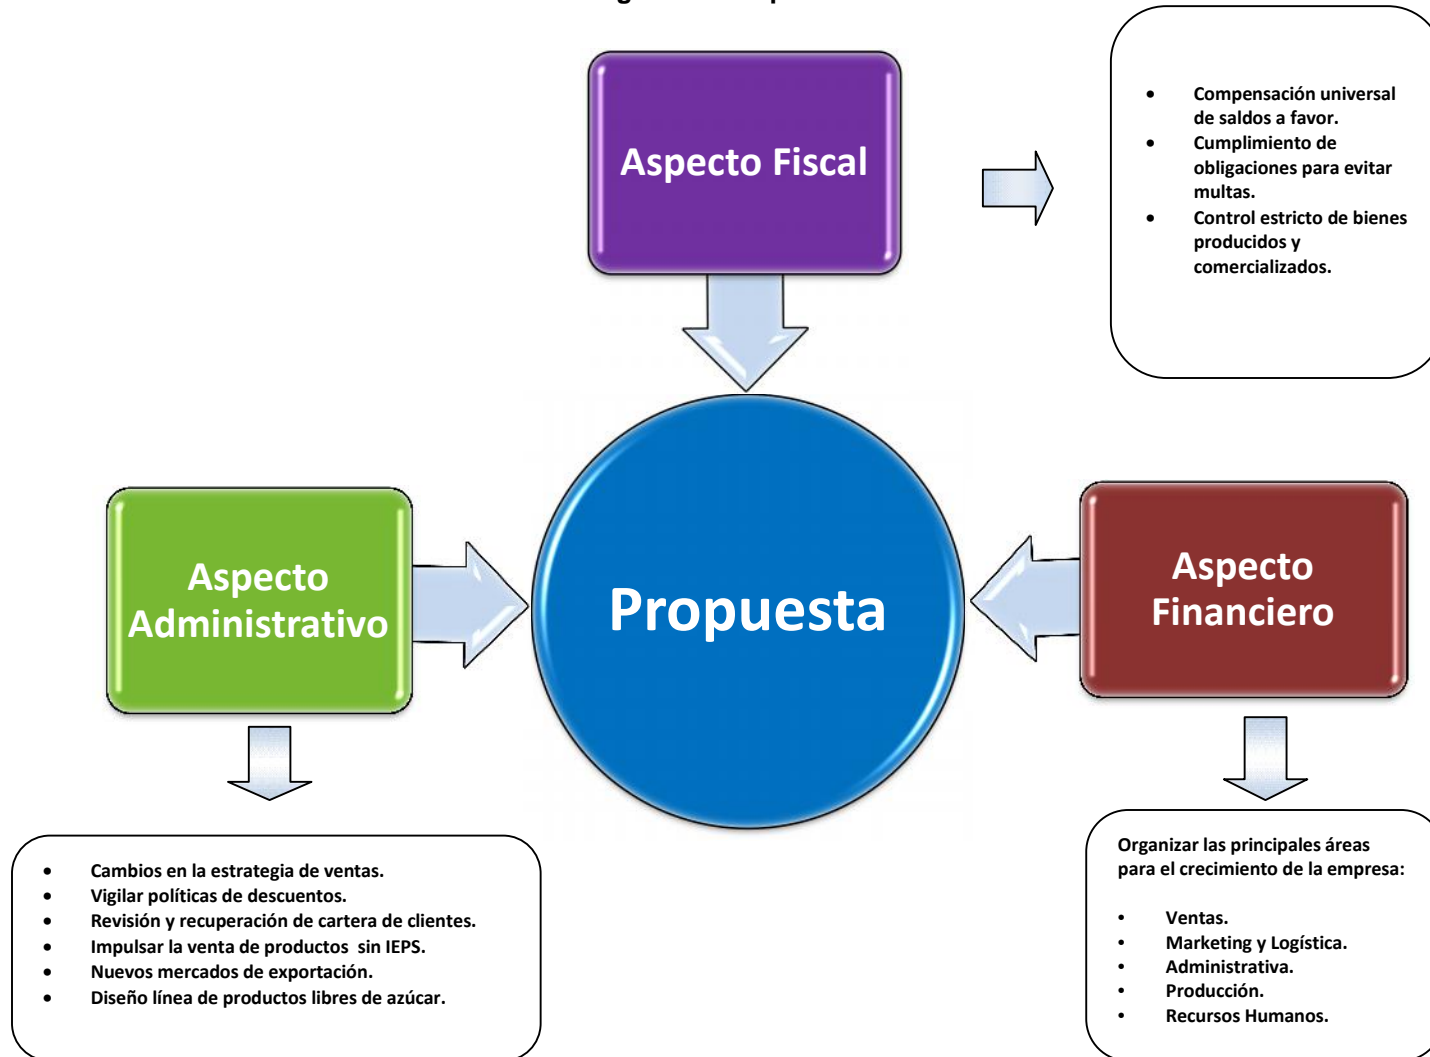 Aspecto Fiscal
• Compensación universal
de saldos a favor.
• Cumplimiento de
obligaciones para evitar
multas.
• Control estricto de bienes
producidos y
comercializados.
Aspecto
Administrativo
Propuesta
Aspecto
Financiero
• Cambios en la estrategia de ventas.
• Vigilar políticas de descuentos.
• Revisión y recuperación de cartera de clientes.
• Impulsar la venta de productos  sin IEPS.
• Nuevos mercados de exportación.
• Diseño línea de productos libres de azúcar.
Organizar las principales áreas
para el crecimiento de la empresa:
• Ventas.
• Marketing y Logística.
• Administrativa.
• Producción.
• Recursos Humanos.